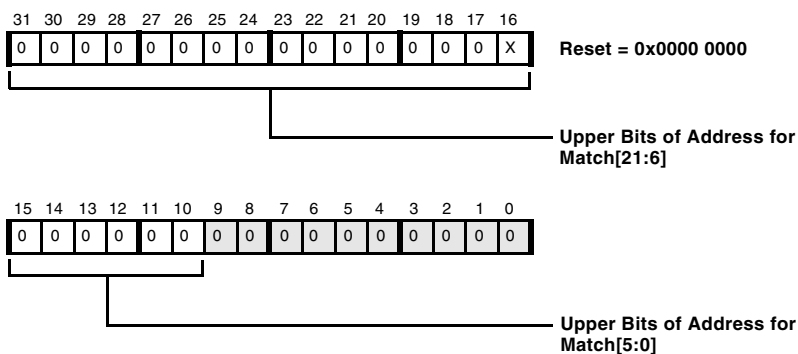 31 30 29 28 27 26 25 24 23 22 21 20 19 18 17 16
0 0 0 0 0 0 0 0 0 0 0 0 0 0 0 X Reset = 0x0000 0000
Upper Bits of Address for
Match[21:6]
15 14 13 12 11 10 9 8 7 6 5 4 3 2 1 0
0 0 0 0 0 0 0 0 0 0 0 0 0 0 0 0
Upper Bits of Address for
Match[5:0]